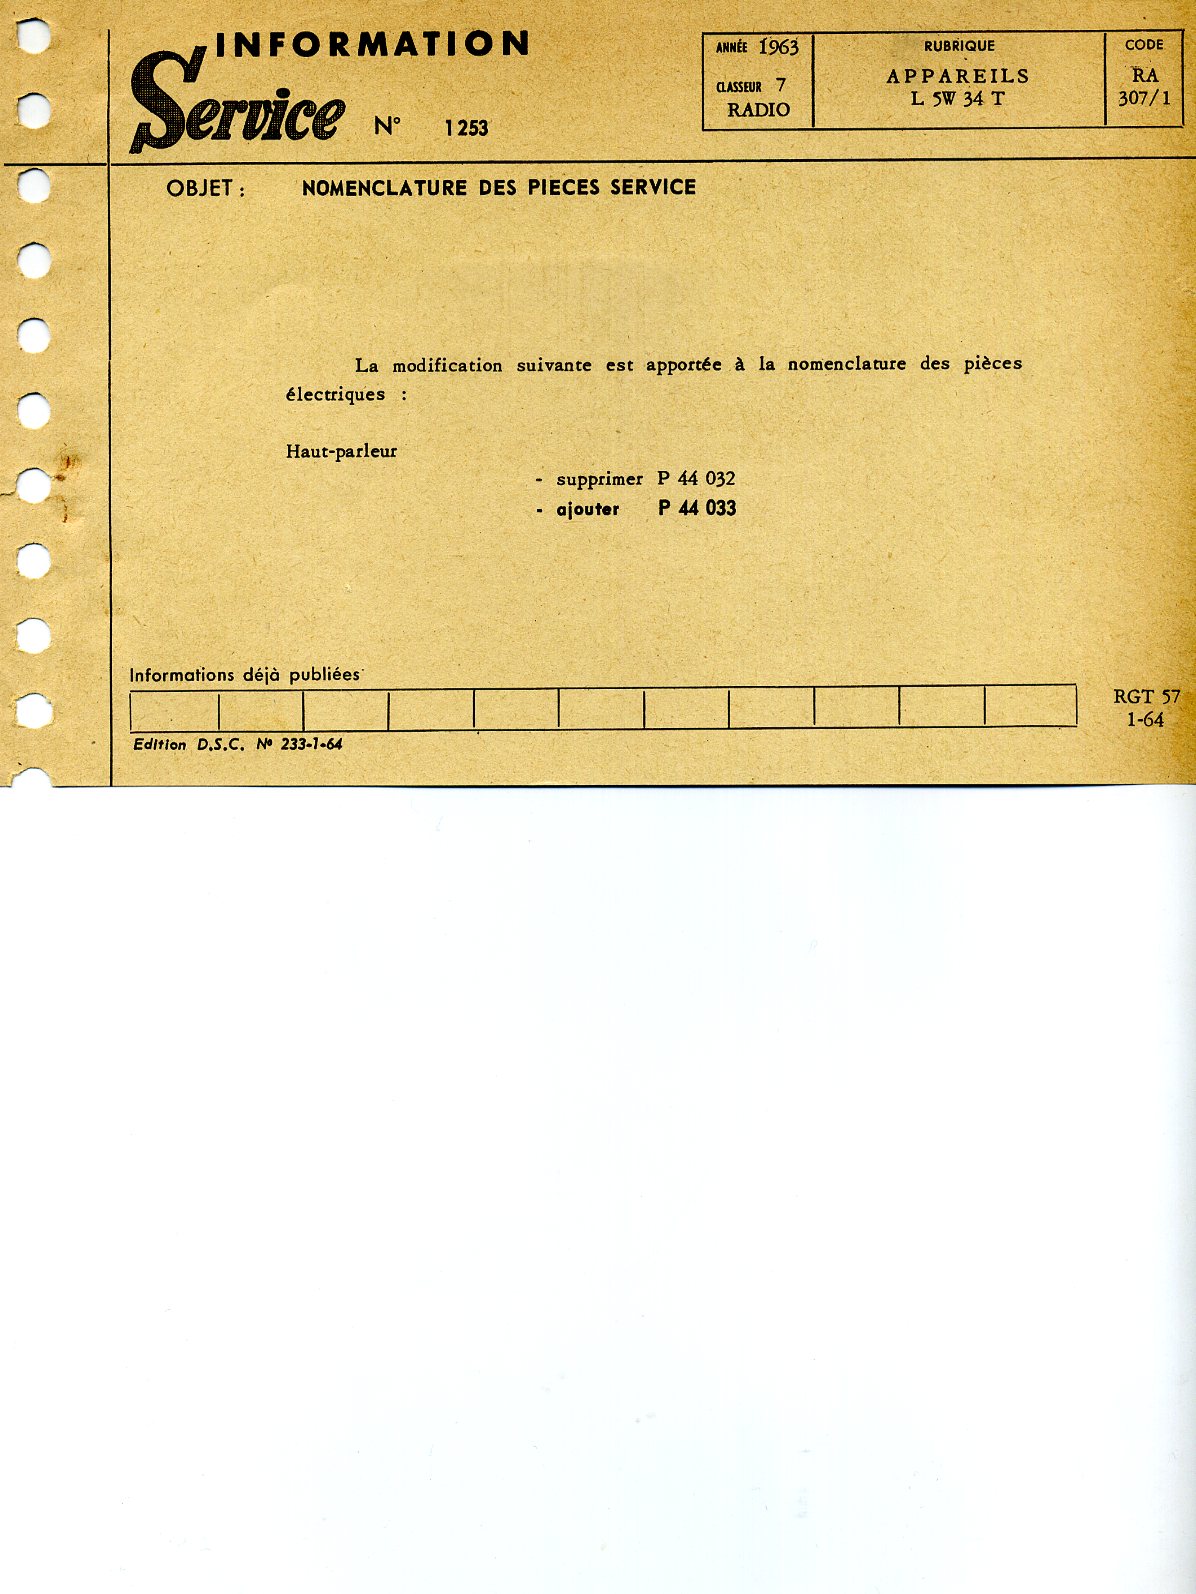 INFORMATION
Service N° 1253
ANNÉE 1963
CLASSEUR 7
RADIO
RUBRIQUE
APPAREILS
L 5W 34 T
CODE
RA
307/1
OBJET : NOMENCLATURE DES PIECES SERVICE
La modification suivante est apportée à la nomenclature des pièces
électriques :
Haut-parleur
- supprimer P 44 032
- ajouter P 44 033
Informations déjà publiées
RGT 57
1-64
Edition D.S.C. N° 233-1-64